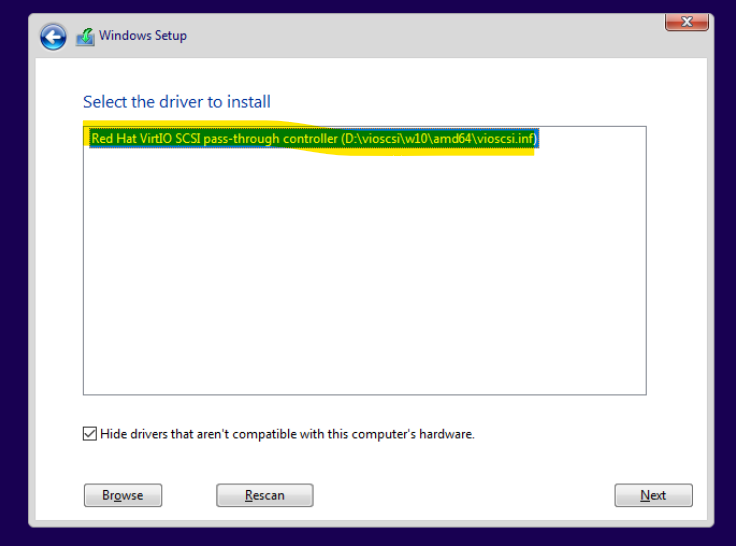 Windows Setup
Select the driver to install
Red Hat VirtIO SCSI pass-through controller (D:\vioscsi\w10\amd64\vioscsi.inf)
Hide drivers that aren't compatible with this computer's hardware.
Browse Rescan Next